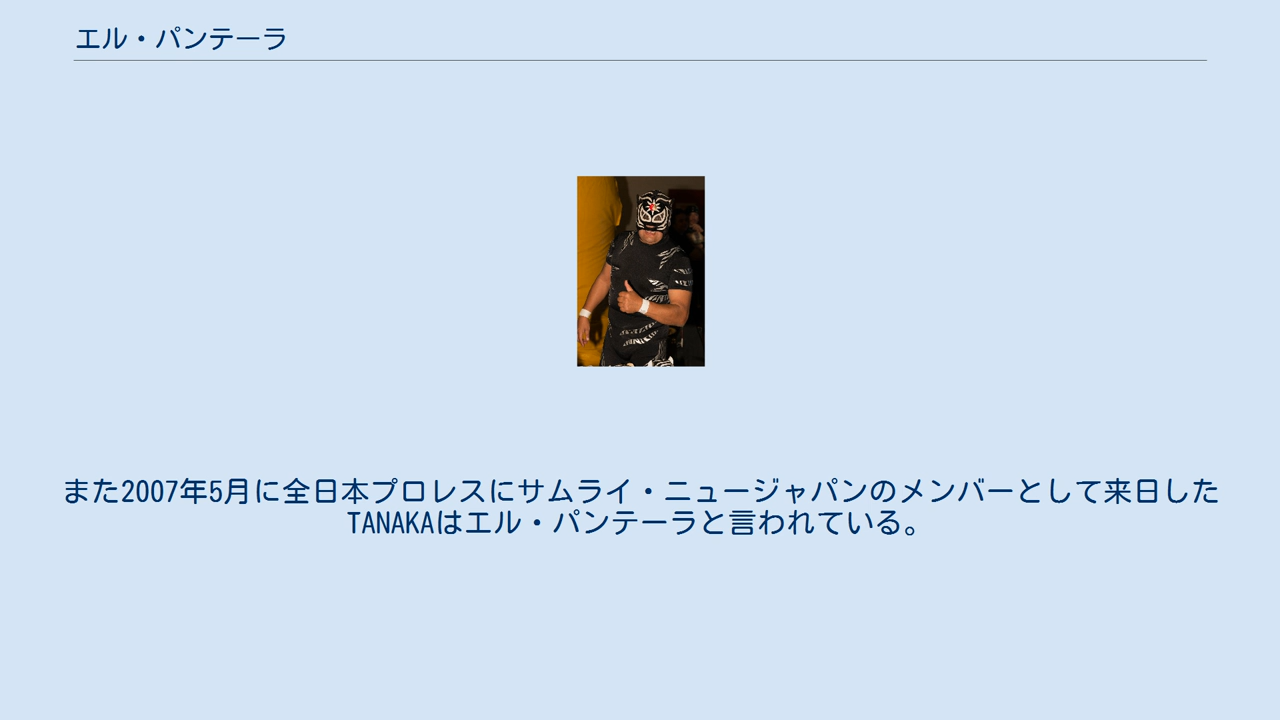 エル・パンテーラ
また2007年5月に全日本プロレスにサムライ・ニュージャパンのメンバーとして来日した
TANAKAはエル・パンテーラと言われている。